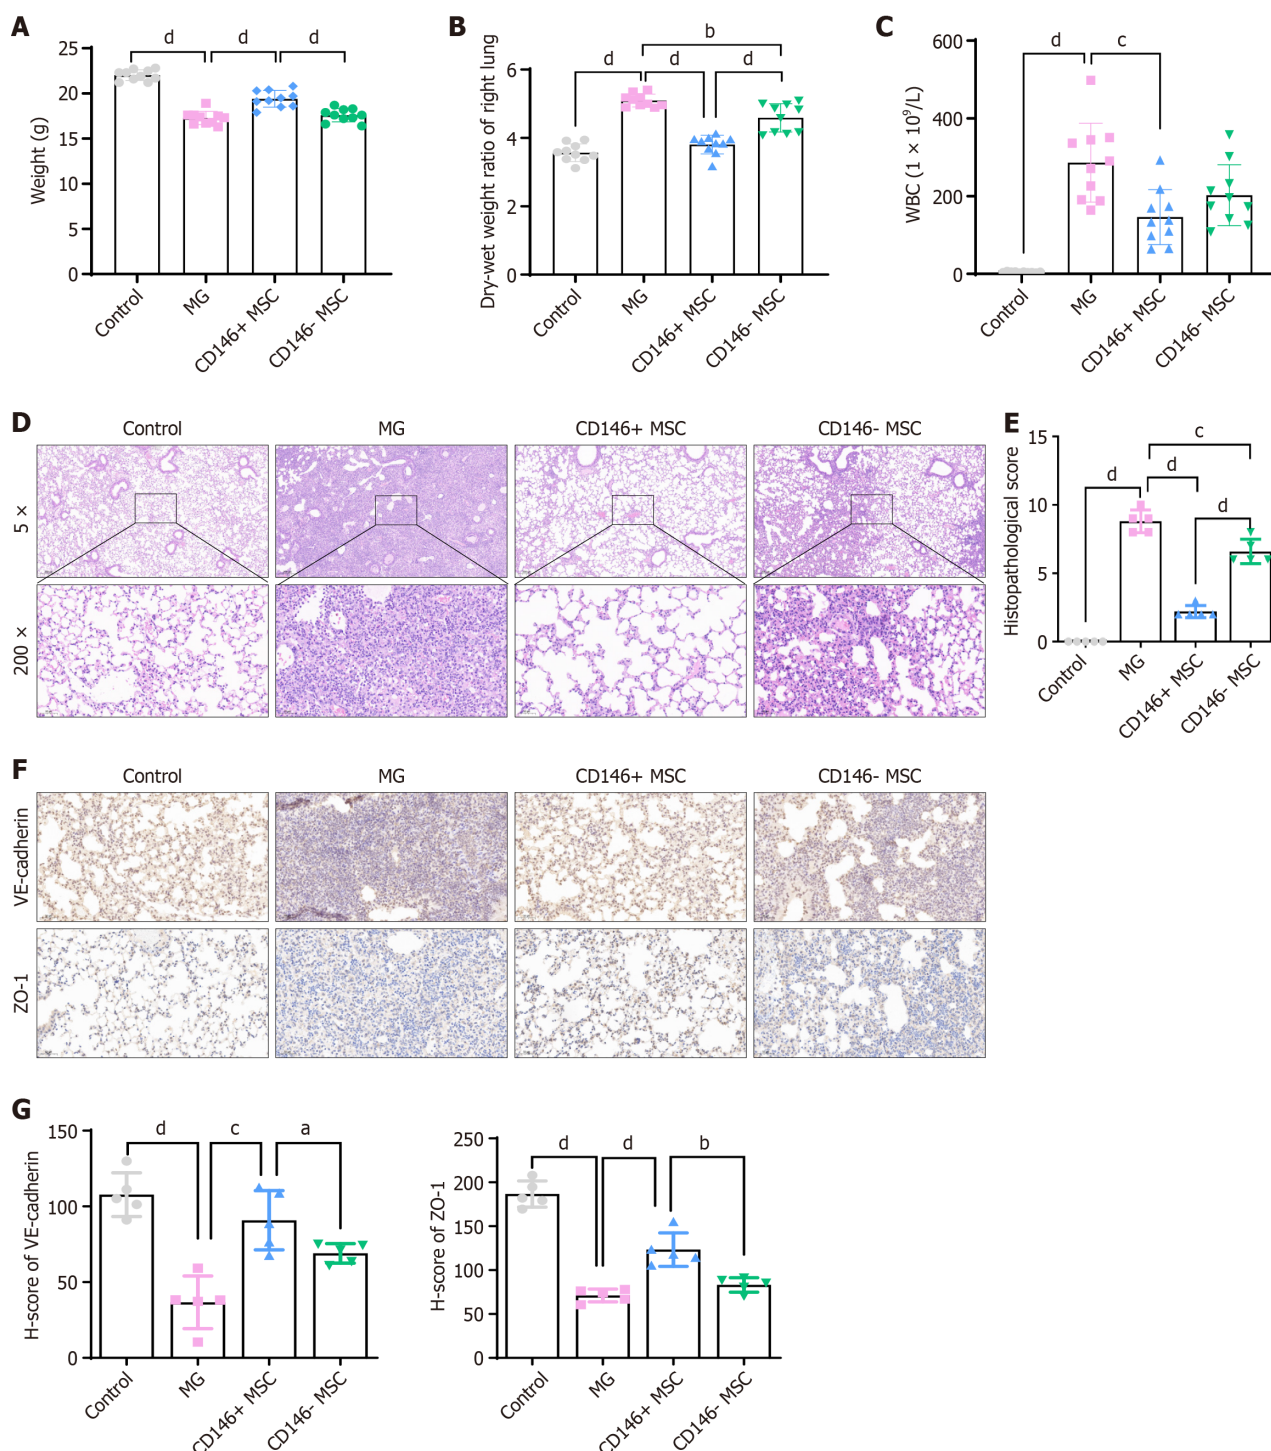 A
d
d
d
Weight (g)
25
20
15
10
5
0
Control
MG
CD146+ MSC
CD146- MSC
B
b
d
d
d
Dry-wet weight ratio of right lung
6
4
2
0
Control
MG
CD146+ MSC
CD146- MSC
C
d
c
WBC (1 × 10⁹/L)
600
400
200
0
Control
MG
CD146+ MSC
CD146- MSC
D
Control
MG
CD146+ MSC
CD146- MSC
5 ×
200 ×
E
c
d
d
d
Histopathological score
15
10
5
0
Control
MG
CD146+ MSC
CD146- MSC
F
Control
MG
CD146+ MSC
CD146- MSC
VE-cadherin
ZO-1
G
d
c
a
H-score of VE-cadherin
150
100
50
0
Control
MG
CD146+ MSC
CD146- MSC
d
d
b
H-score of ZO-1
250
200
150
100
50
0
Control
MG
CD146+ MSC
CD146- MSC